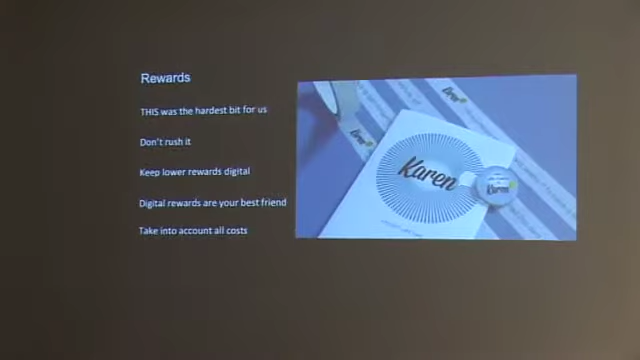 Rewards
THIS was the hardest bit for us
Don't rush it
Keep lower rewards digital
Digital rewards are your best friend
Take into account all costs
Karen